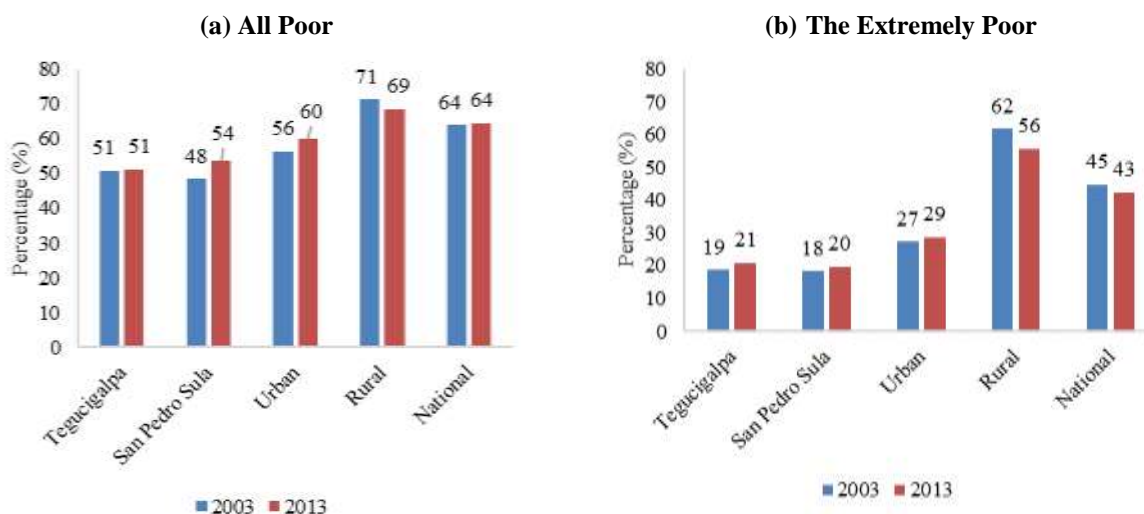 (a) All Poor
80
70
60
50
40
30
20
10
0
Percentage (%)
51 51
48 54
56 60
71 69
64 64
Tegucigalpa
San Pedro Sula
Urban
Rural
National
2003 2013
(b) The Extremely Poor
80
70
60
50
40
30
20
10
0
Percentage (%)
19 21
18 20
27 29
62 56
45 43
Tegucigalpa
San Pedro Sula
Urban
Rural
National
2003 2013